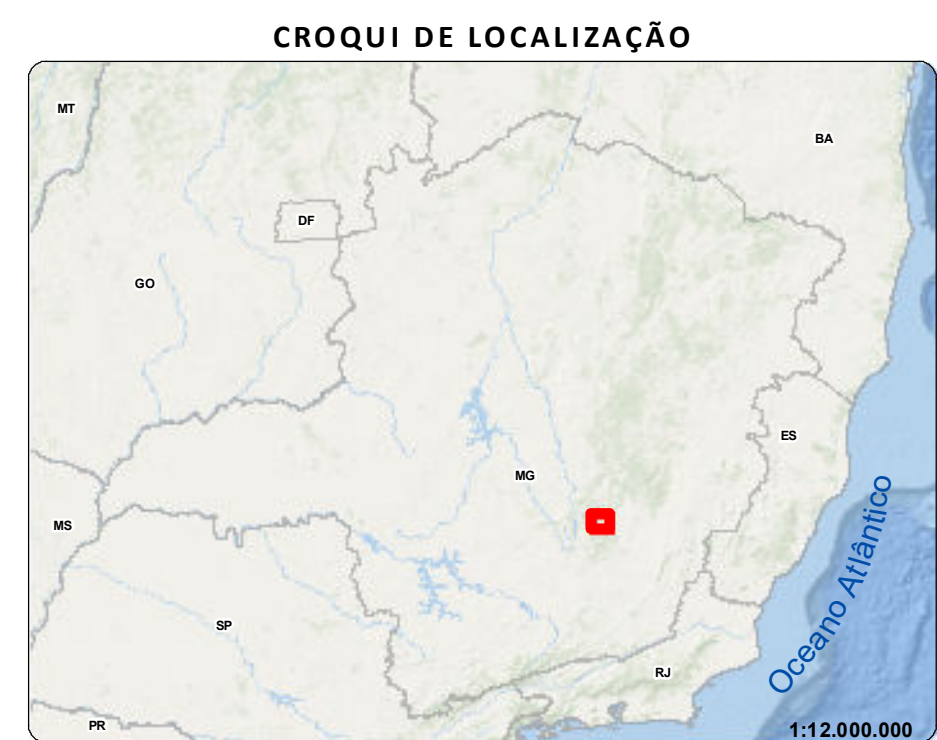 CROQUI DE LOCALIZAÇÃO
MT
BA
DF
GO
ES
MG
MS
Oceano Atlântico
SP
RJ
PR
1:12.000.000